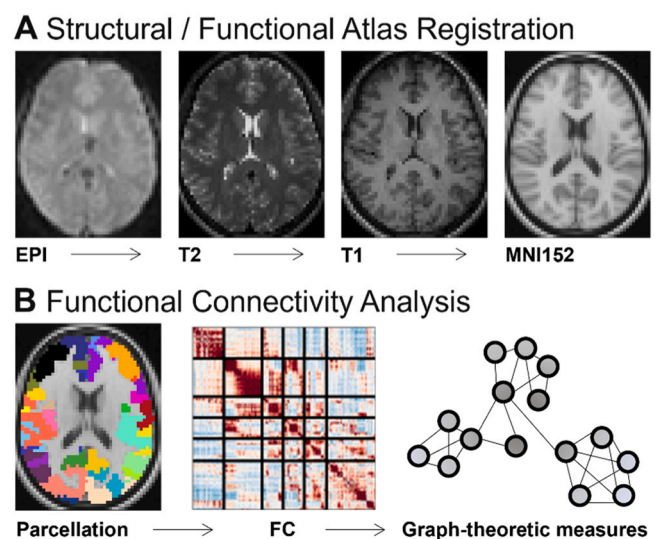 A Structural / Functional Atlas Registration
EPI → T2 → T1 → MNI152
B Functional Connectivity Analysis
Parcellation → FC → Graph-theoretic measures